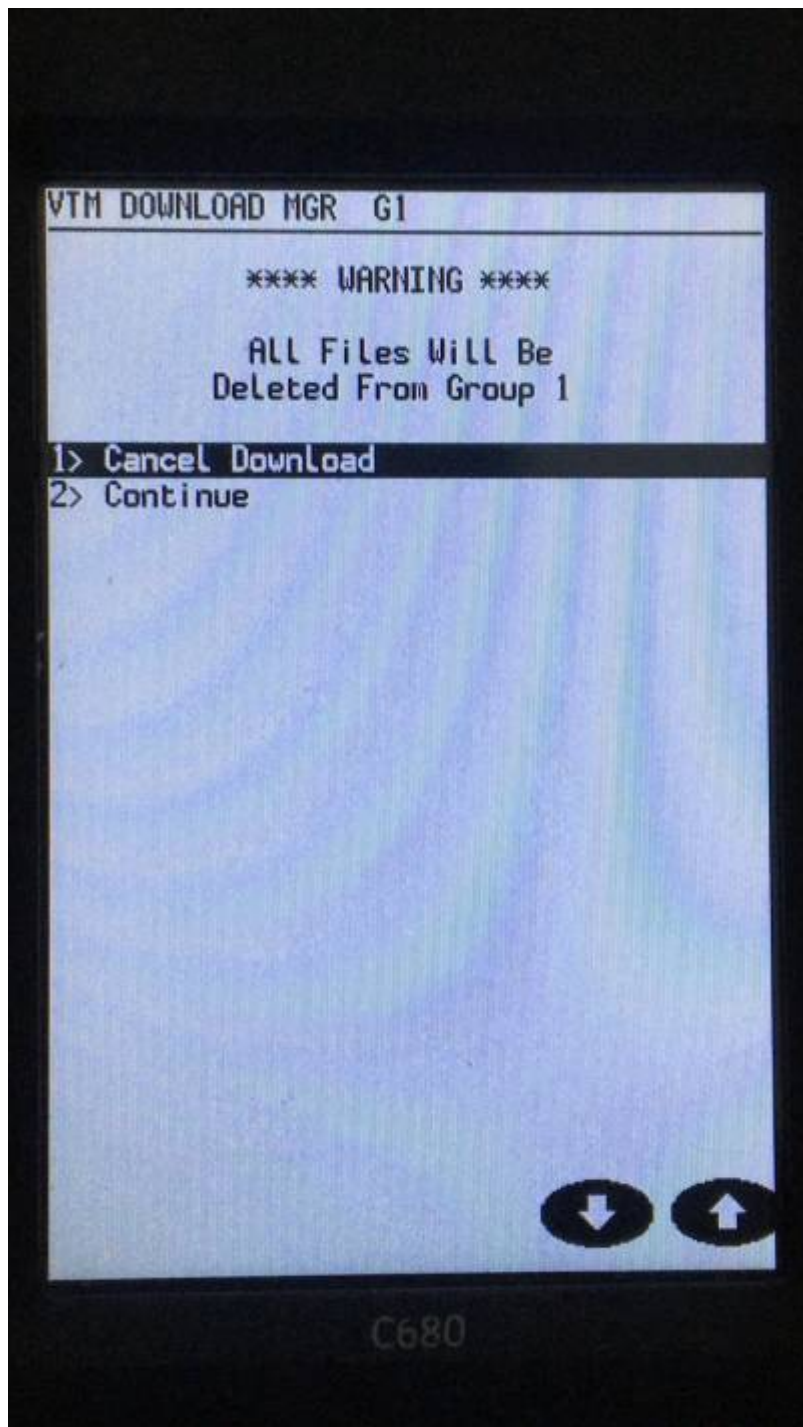 VTM DOWNLOAD MGR G1
**** WARNING ****
All Files Will Be
Deleted From Group 1
1> Cancel Download
2> Continue
C680